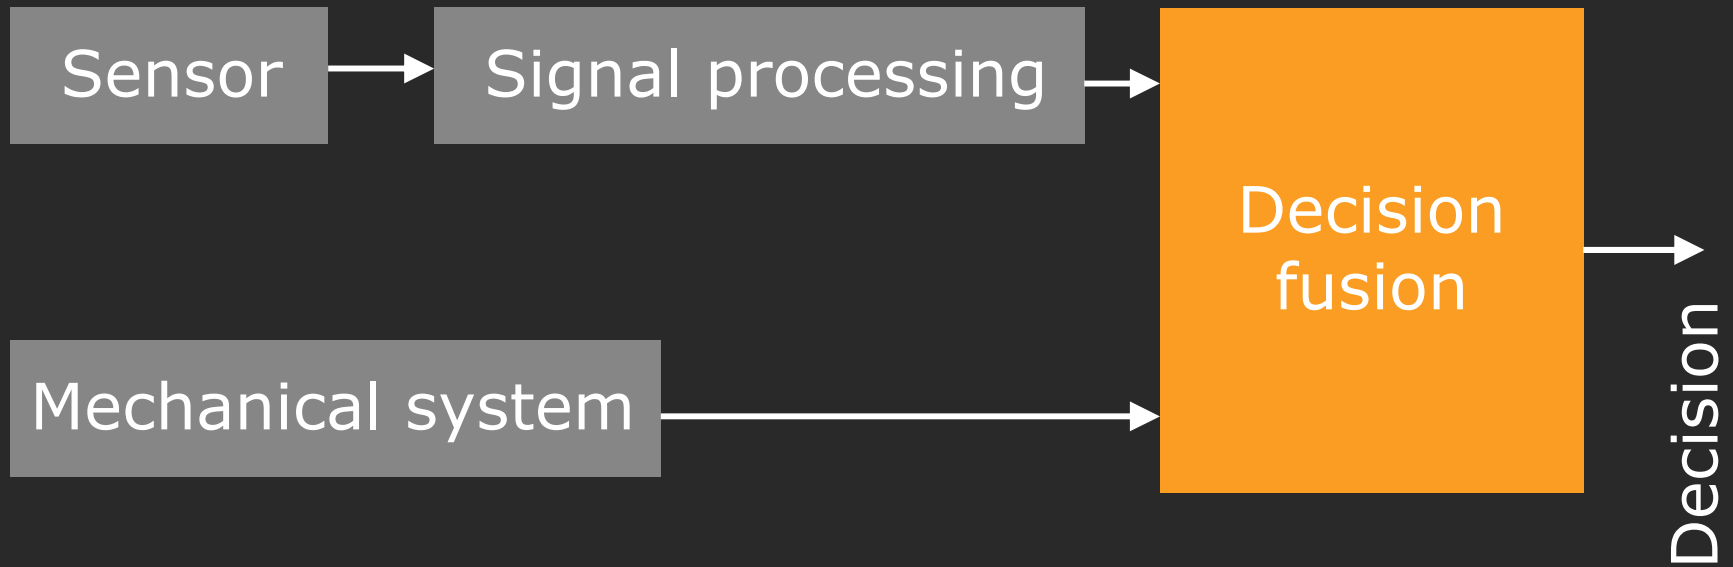 Sensor
Signal processing
Decision
fusion
Mechanical system
Decision